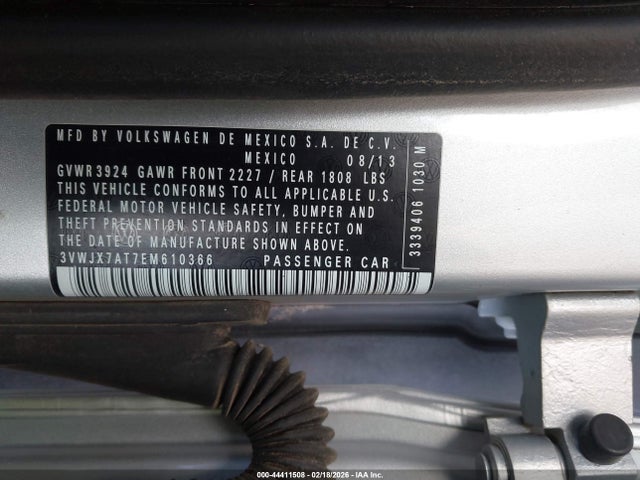 MFD BY VOLKSWAGEN DE MEXICO S.A. DE C.V.
MEXICO 08/13
GVWR 3924 GAWR FRONT 2227 / REAR 1808 LBS
THIS VEHICLE CONFORMS TO ALL APPLICABLE U.S.
FEDERAL MOTOR VEHICLE SAFETY, BUMPER AND
THEFT PREVENTION STANDARDS IN EFFECT ON
THE DATE OF MANUFACTURE SHOWN ABOVE.
3VWJX7AT7EM610366 PASSENGER CAR
3339406 1030 M
000-44411508 - 02/18/2026 - IAA Inc.